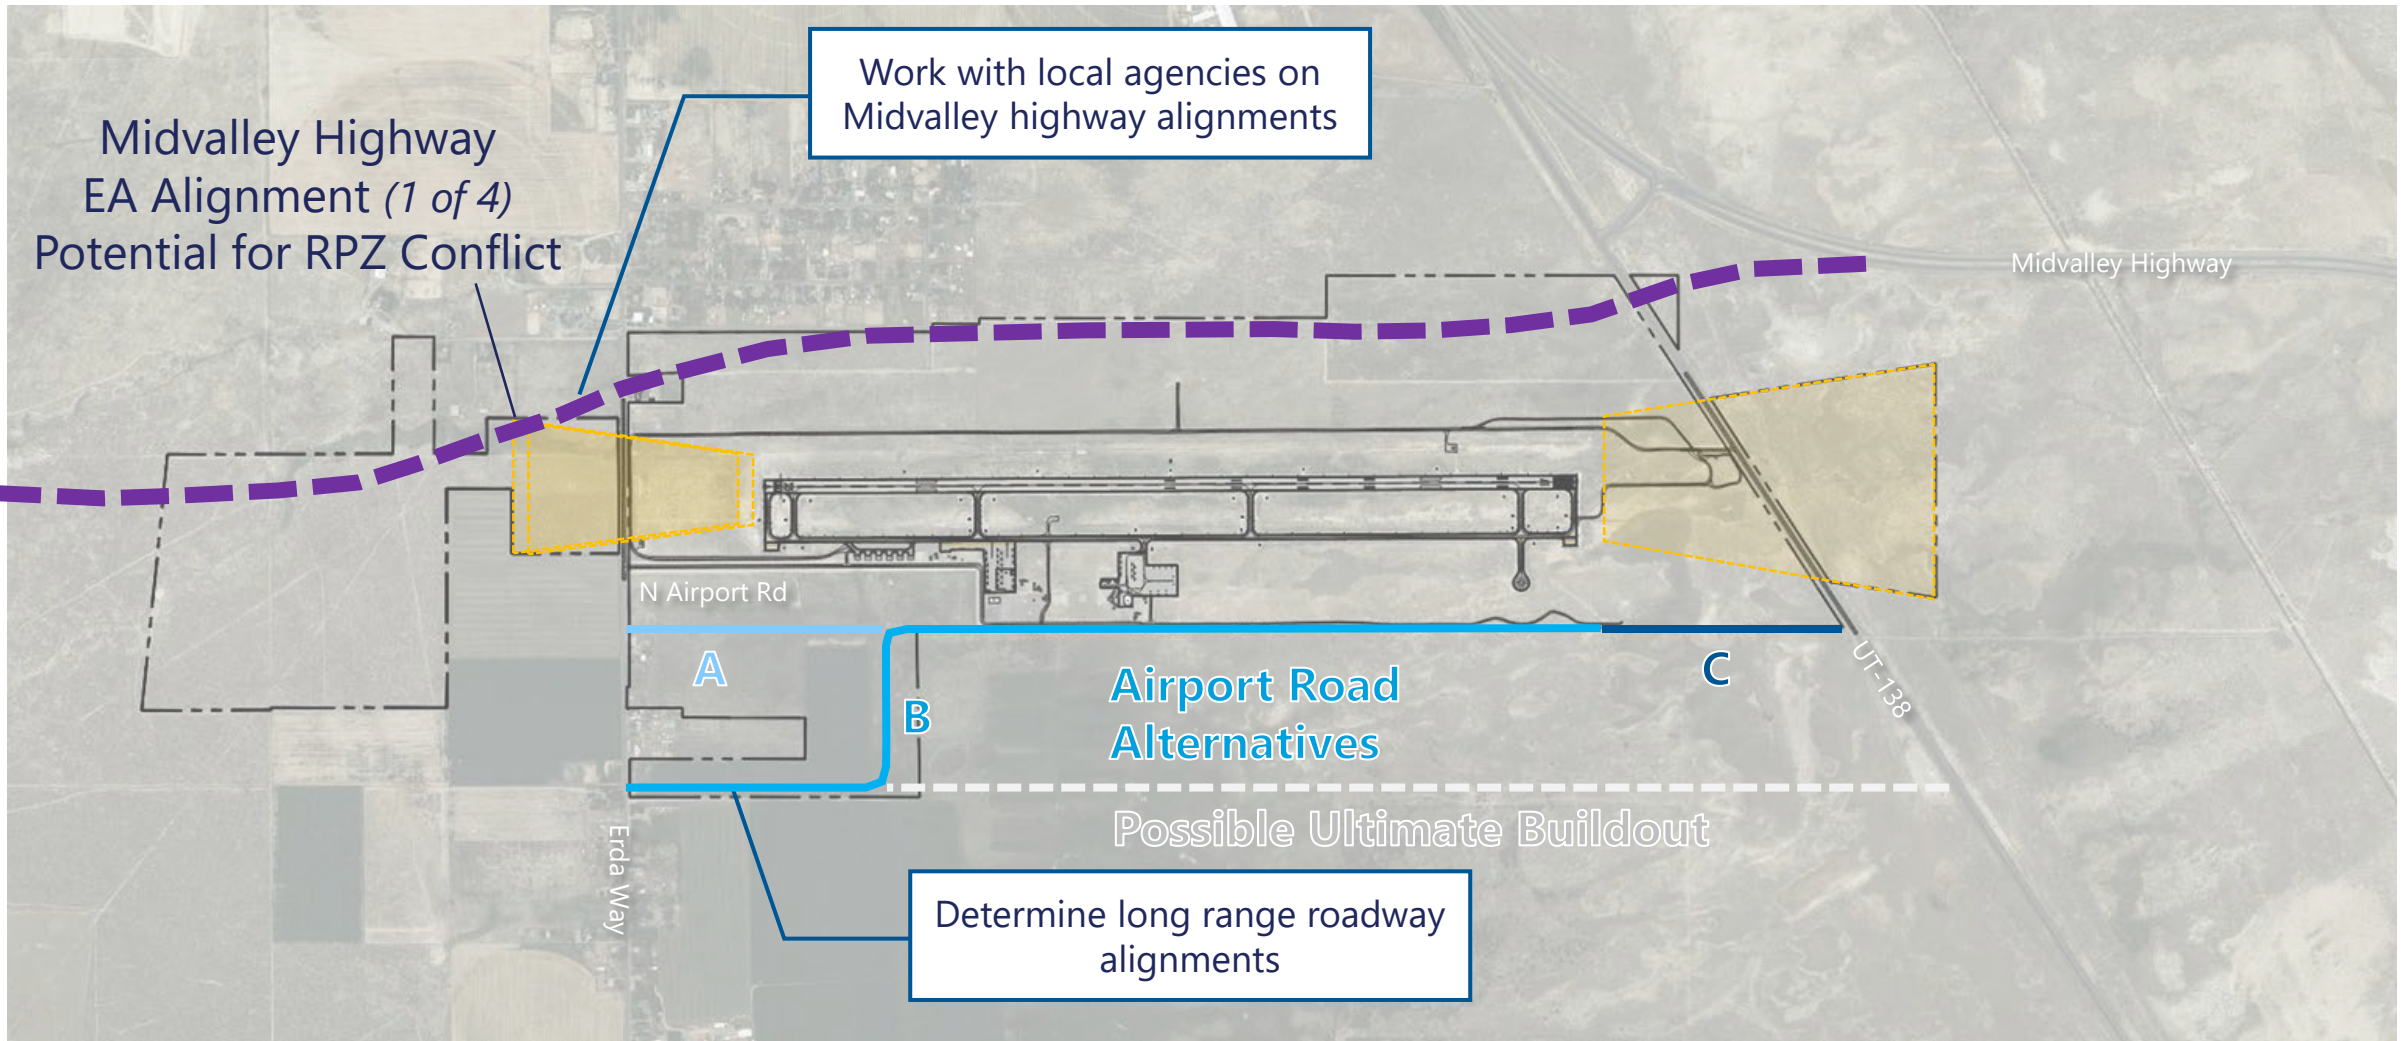 Work with local agencies on
Midvalley highway alignments
Midvalley Highway
EA Alignment (1 of 4)
Potential for RPZ Conflict
Midvalley Highway
N Airport Rd
A
B
C
Airport Road
Alternatives
UT-138
Possible Ultimate Buildout
Erda Way
Determine long range roadway
alignments